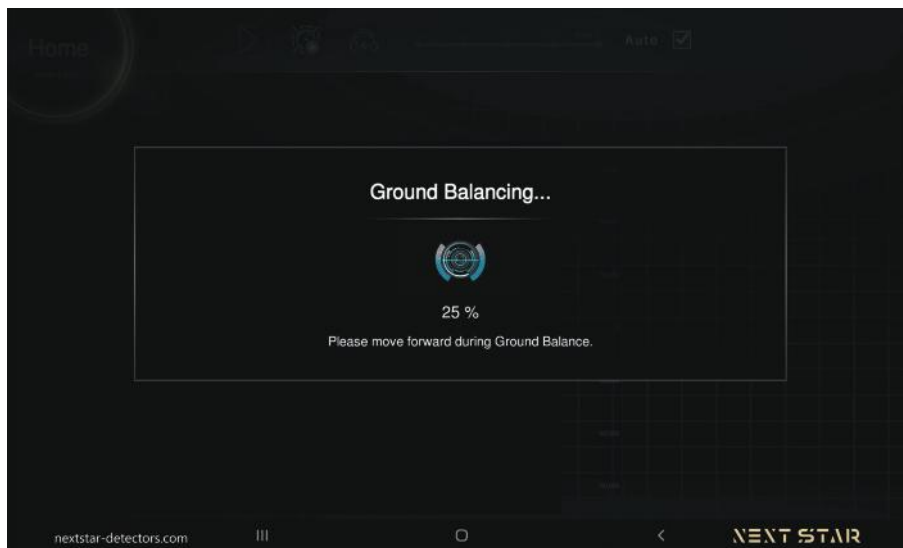 Home
Auto
Ground Balancing...
25 %
Please move forward during Ground Balance.
nextstar-detectors.com
NEXT STAR